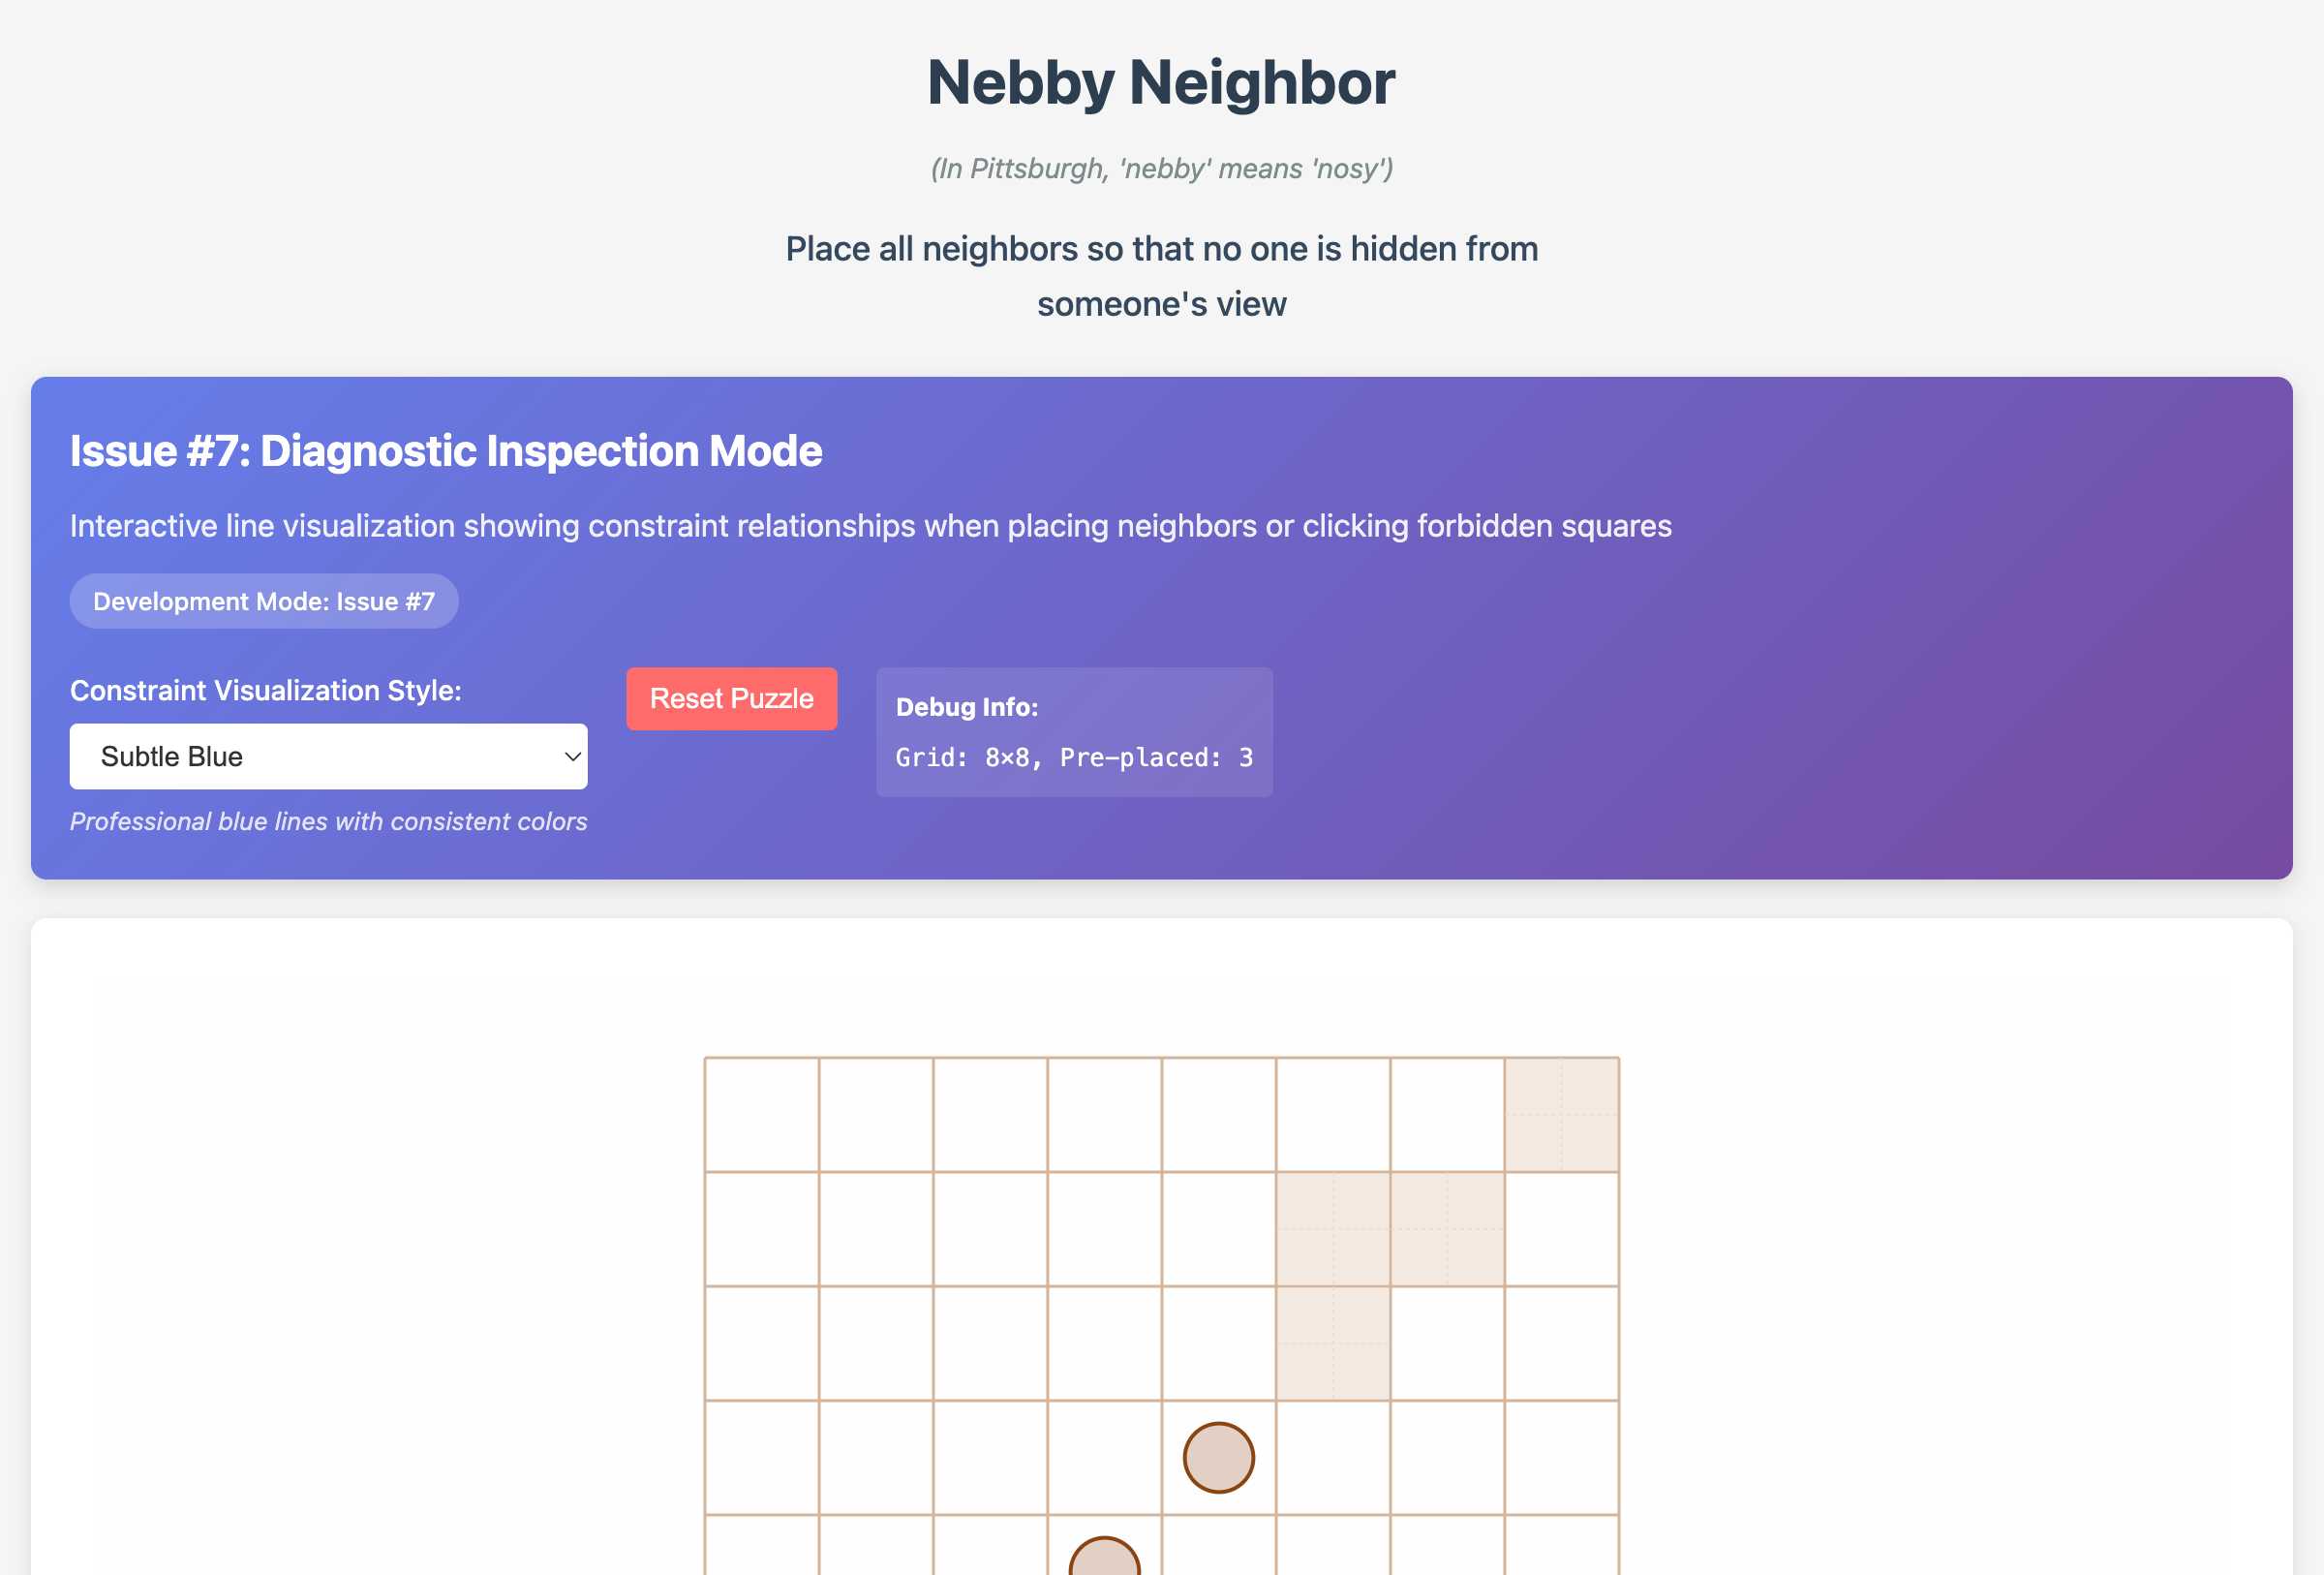 Nebby Neighbor
(In Pittsburgh, 'nebby' means 'nosy')
Place all neighbors so that no one is hidden from
someone's view
Issue #7: Diagnostic Inspection Mode
Interactive line visualization showing constraint relationships when placing neighbors or clicking forbidden squares
Development Mode: Issue #7
Constraint Visualization Style:
Subtle Blue
Professional blue lines with consistent colors
Reset Puzzle
Debug Info:
Grid: 8×8, Pre-placed: 3